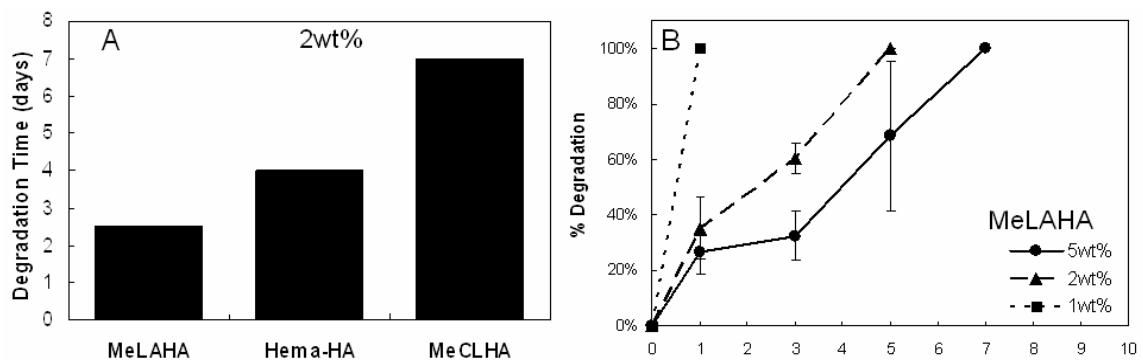 A
2wt%
Degradation Time (days)
8
7
6
5
4
3
2
1
0
MeLAHA
Hema-HA
MeCLHA
B
% Degradation
100%
80%
60%
40%
20%
0%
MeLAHA
5wt%
2wt%
1wt%
0 1 2 3 4 5 6 7 8 9 10